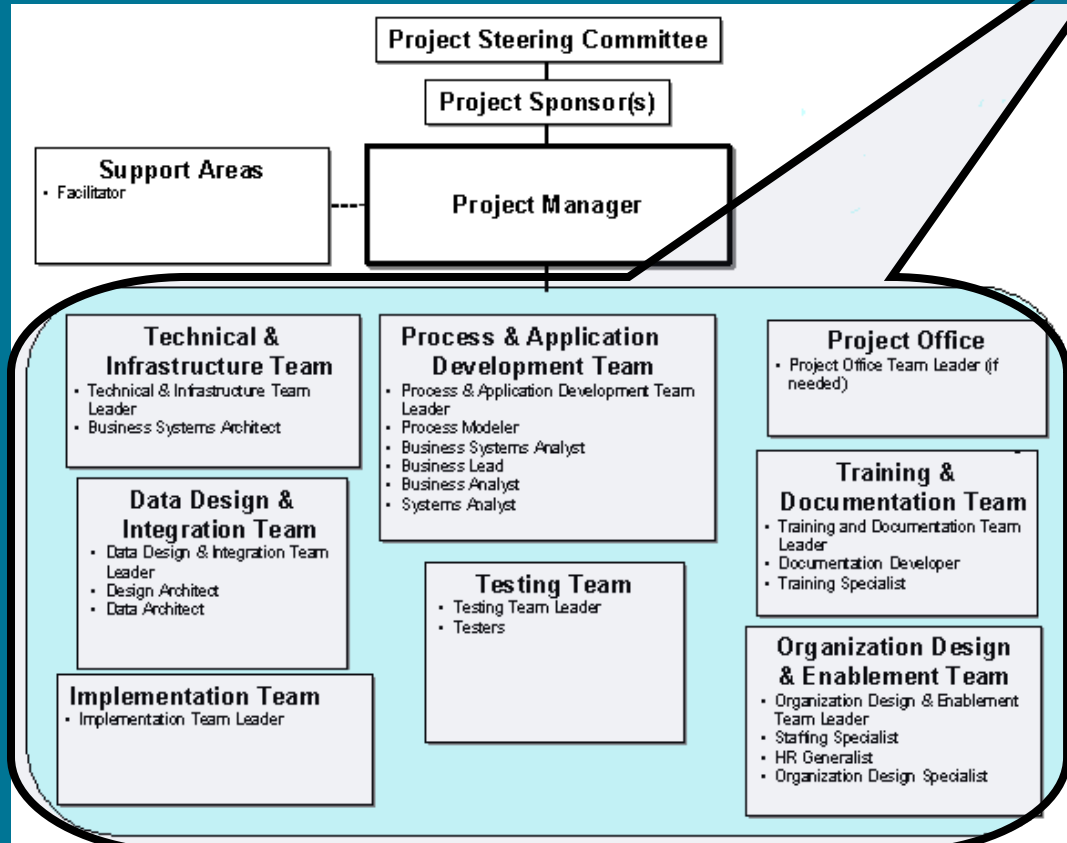 Project Steering Committee
Project Sponsor(s)
Support Areas
• Facilitator
Project Manager
Technical &
Infrastructure Team
• Technical & Infrastructure Team
Leader
• Business Systems Architect
Process & Application
Development Team
• Process & Application Development Team
Leader
• Process Modeler
• Business Systems Analyst
• Business Lead
• Business Analyst
• Systems Analyst
Project Office
• Project Office Team Leader (if
needed)
Data Design &
Integration Team
• Data Design & Integration Team
Leader
• Design Architect
• Data Architect
Testing Team
• Testing Team Leader
• Testers
Training &
Documentation Team
• Training and Documentation Team
Leader
• Documentation Developer
• Training Specialist
Implementation Team
• Implementation Team Leader
Organization Design
& Enablement Team
• Organization Design & Enablement
Team Leader
• Staffing Specialist
• HR Generalist
• Organization Design Specialist